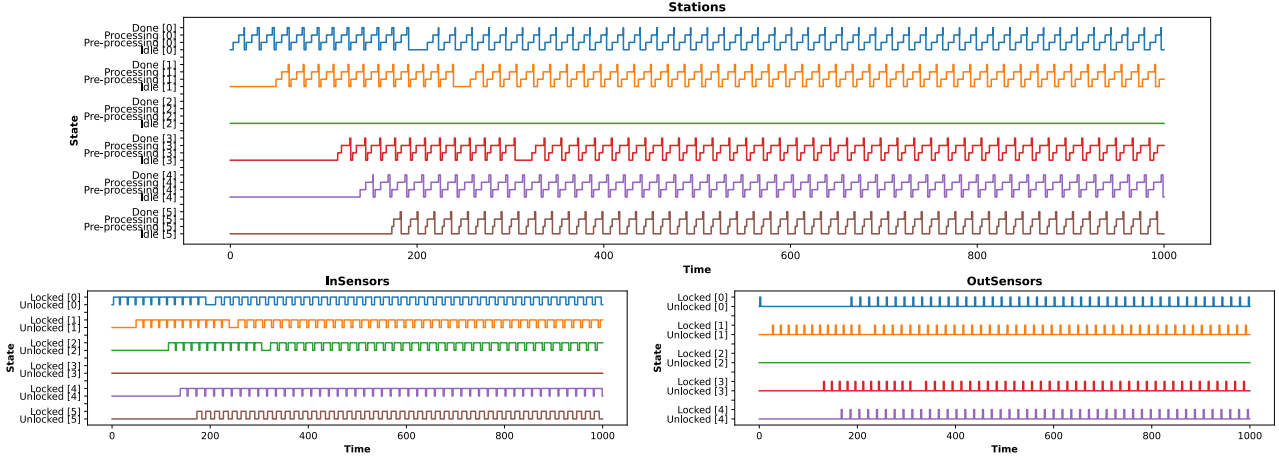 Stations
Done [0]
Processing [0]
Pre-processing [0]
Idle [0]
Done [1]
Processing [1]
Pre-processing [1]
Idle [1]
Done [2]
Processing [2]
Pre-processing [2]
Idle [2]
Done [3]
Processing [3]
Pre-processing [3]
Idle [3]
Done [4]
Processing [4]
Pre-processing [4]
Idle [4]
Done [5]
Processing [5]
Pre-processing [5]
Idle [5]
State
0 200 400 600 800 1000
Time
InSensors
Locked [0]
Unlocked [0]
Locked [1]
Unlocked [1]
Locked [2]
Unlocked [2]
Locked [3]
Unlocked [3]
Locked [4]
Unlocked [4]
Locked [5]
Unlocked [5]
State
0 200 400 600 800 1000
Time
OutSensors
Locked [0]
Unlocked [0]
Locked [1]
Unlocked [1]
Locked [2]
Unlocked [2]
Locked [3]
Unlocked [3]
Locked [4]
Unlocked [4]
State
0 200 400 600 800 1000
Time